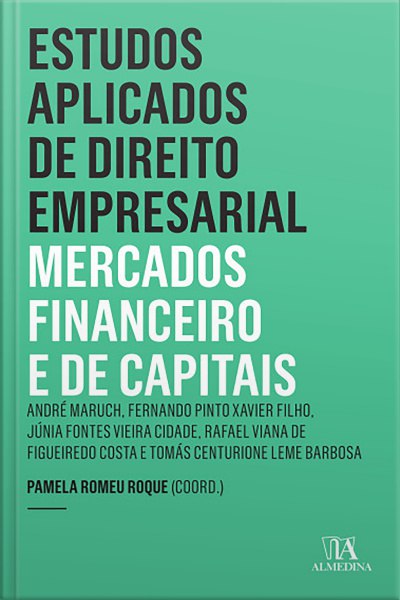 ESTUDOS
APLICADOS
DE DIREITO
EMPRESARIAL
MERCADOS
FINANCEIRO
E DE CAPITAIS
ANDRÉ MARUCH, FERNANDO PINTO XAVIER FILHO,
JÚNIA FONTES VIEIRA CIDADE, RAFAEL VIANA DE
FIGUEIREDO COSTA E TOMÁS CENTURIONE LEME BARBOSA
PAMELA ROMEU ROQUE (COORD.)
ALMEDINA